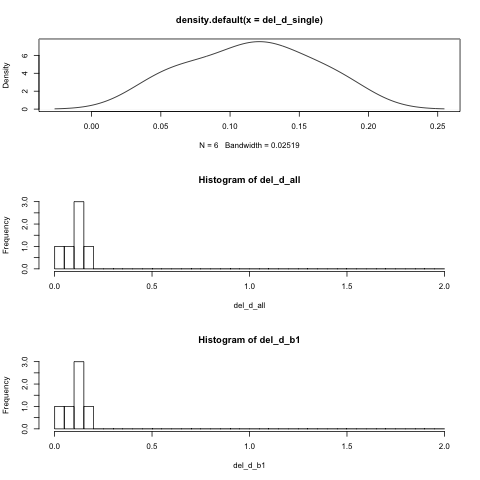 density.default(x = del_d_single)
Density
0 2 4 6
0.00 0.05 0.10 0.15 0.20 0.25
N = 6 Bandwidth = 0.02519
Histogram of del_d_all
Frequency
0.0 1.0 2.0 3.0
0.0 0.5 1.0 1.5 2.0
del_d_all
Histogram of del_d_b1
Frequency
0.0 1.0 2.0 3.0
0.0 0.5 1.0 1.5 2.0
del_d_b1